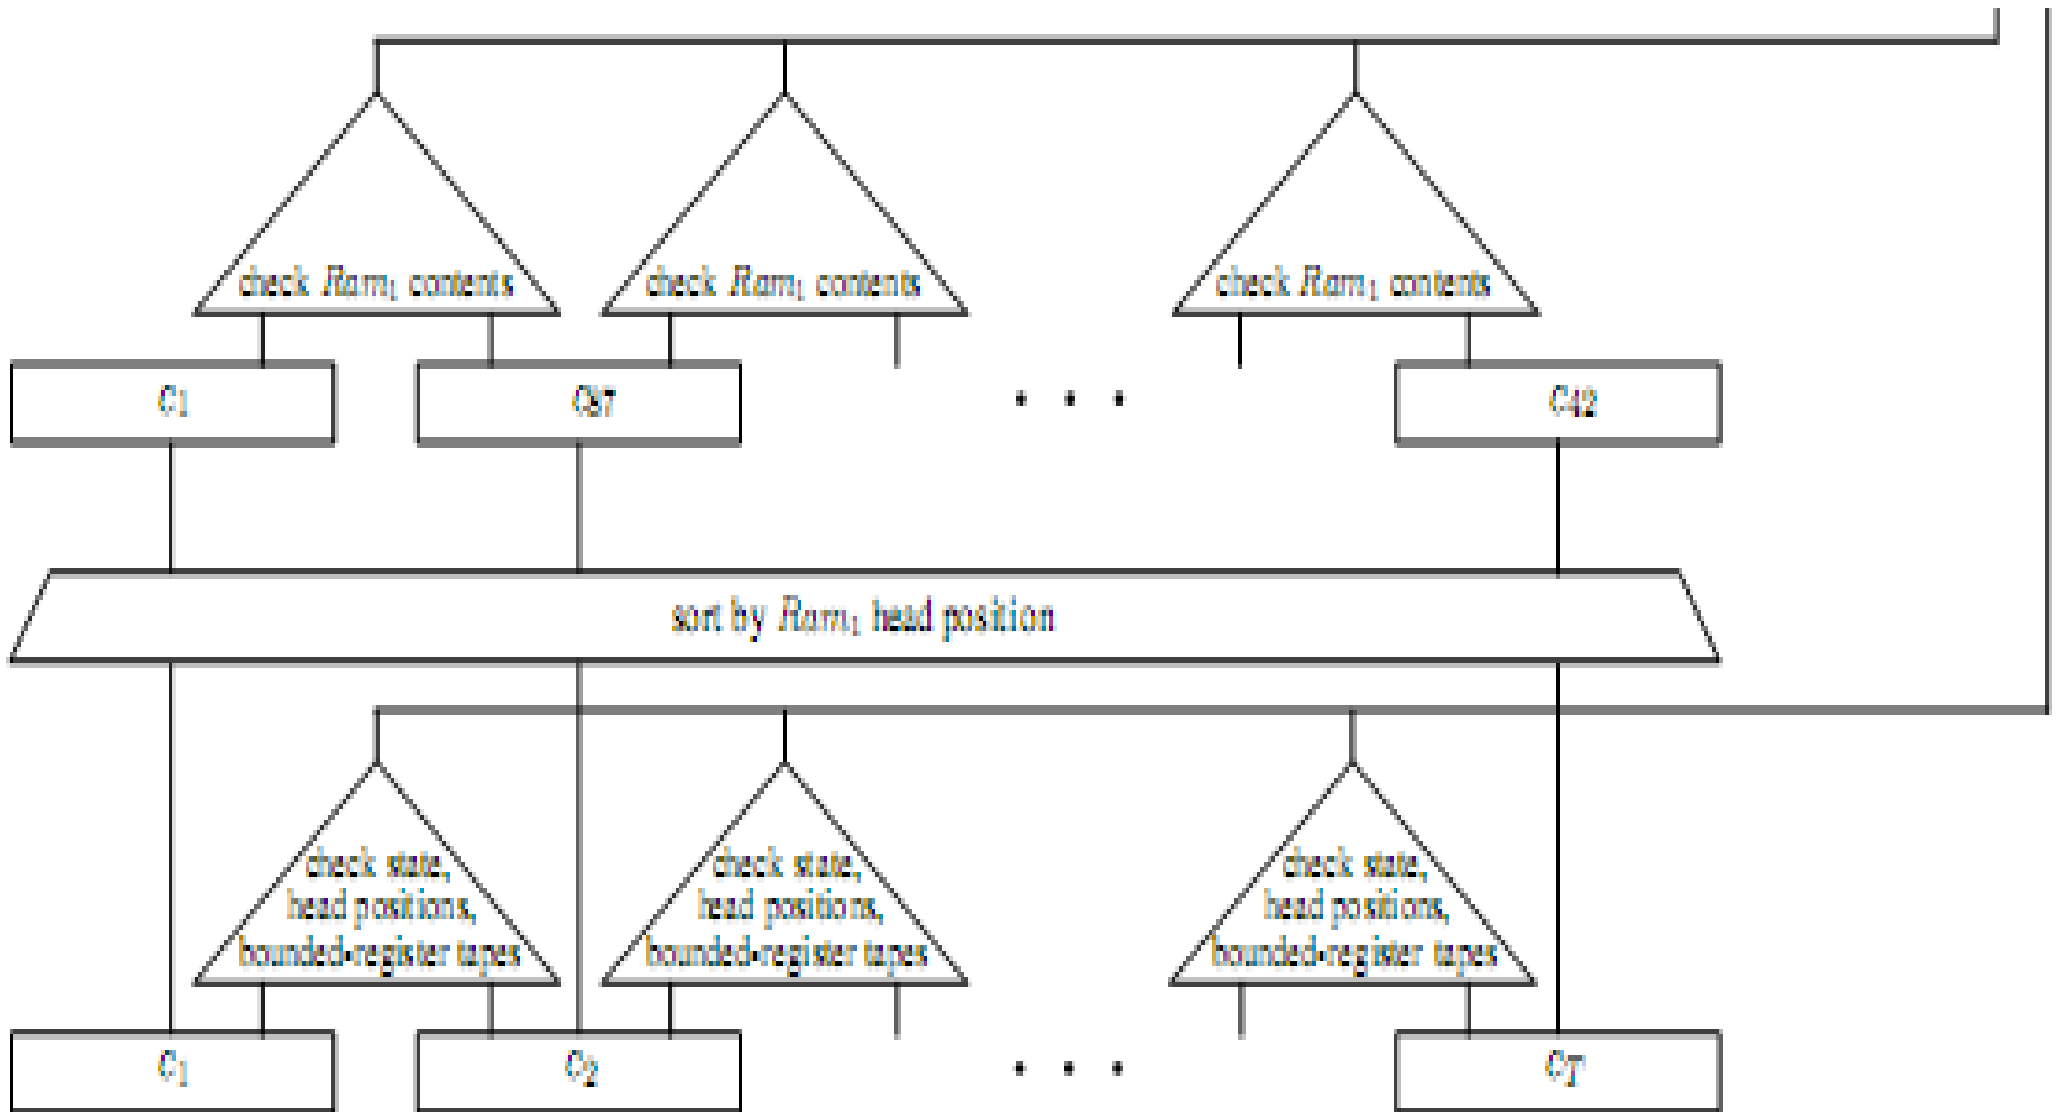 check Ram₁ contents
check Ram₁ contents
check Ram₁ contents
C1
C87
. . .
C42
sort by Ram₁ head position
check state,
head positions,
bounded-register tapes
check state,
head positions,
bounded-register tapes
check state,
head positions,
bounded-register tapes
C₁
C₂
. . .
C_T